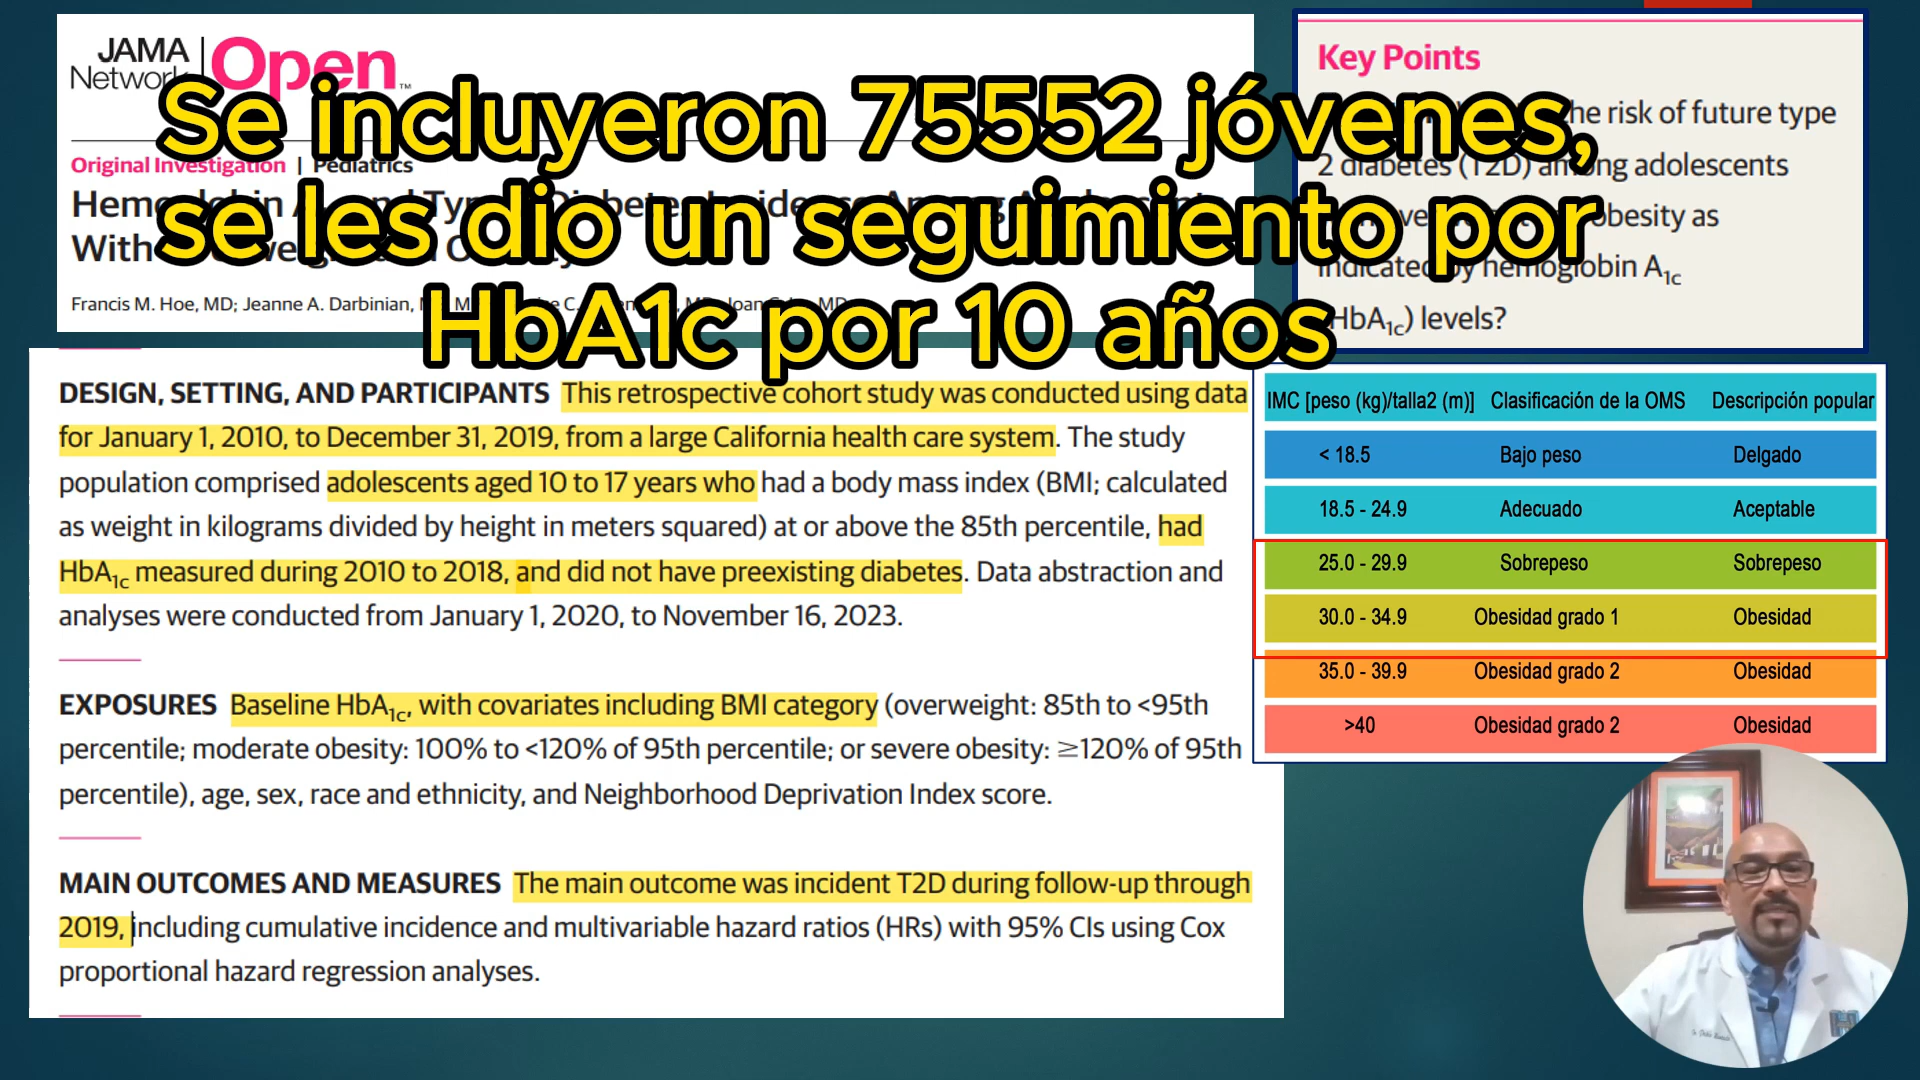 JAMA
Network
Open
Se incluyeron 75552 jóvenes,
se les dio un seguimiento por
HbA1c por 10 años
Original Investigation | Pediatrics
With
Francis M. Hoe, MD; Jeanne A. Darbinian,
Key Points
the risk of future type
2 diabetes (T2D) among adolescents
obesity as
indicated by hemoglobin A1c
(HbA1c) levels?
DESIGN, SETTING, AND PARTICIPANTS This retrospective cohort study was conducted using data
for January 1, 2010, to December 31, 2019, from a large California health care system. The study
population comprised adolescents aged 10 to 17 years who had a body mass index (BMI; calculated
as weight in kilograms divided by height in meters squared) at or above the 85th percentile, had
HbA1c measured during 2010 to 2018, and did not have preexisting diabetes. Data abstraction and
analyses were conducted from January 1, 2020, to November 16, 2023.
EXPOSURES Baseline HbA1c, with covariates including BMI category (overweight: 85th to <95th
percentile; moderate obesity: 100% to <120% of 95th percentile; or severe obesity: ≥120% of 95th
percentile), age, sex, race and ethnicity, and Neighborhood Deprivation Index score.
MAIN OUTCOMES AND MEASURES The main outcome was incident T2D during follow-up through
2019, including cumulative incidence and multivariable hazard ratios (HRs) with 95% CIs using Cox
proportional hazard regression analyses.
IMC [peso (kg)/talla2 (m)] Clasificación de la OMS Descripción popular
< 18.5 Bajo peso Delgado
18.5 - 24.9 Adecuado Aceptable
25.0 - 29.9 Sobrepeso Sobrepeso
30.0 - 34.9 Obesidad grado 1 Obesidad
35.0 - 39.9 Obesidad grado 2 Obesidad
>40 Obesidad grado 2 Obesidad